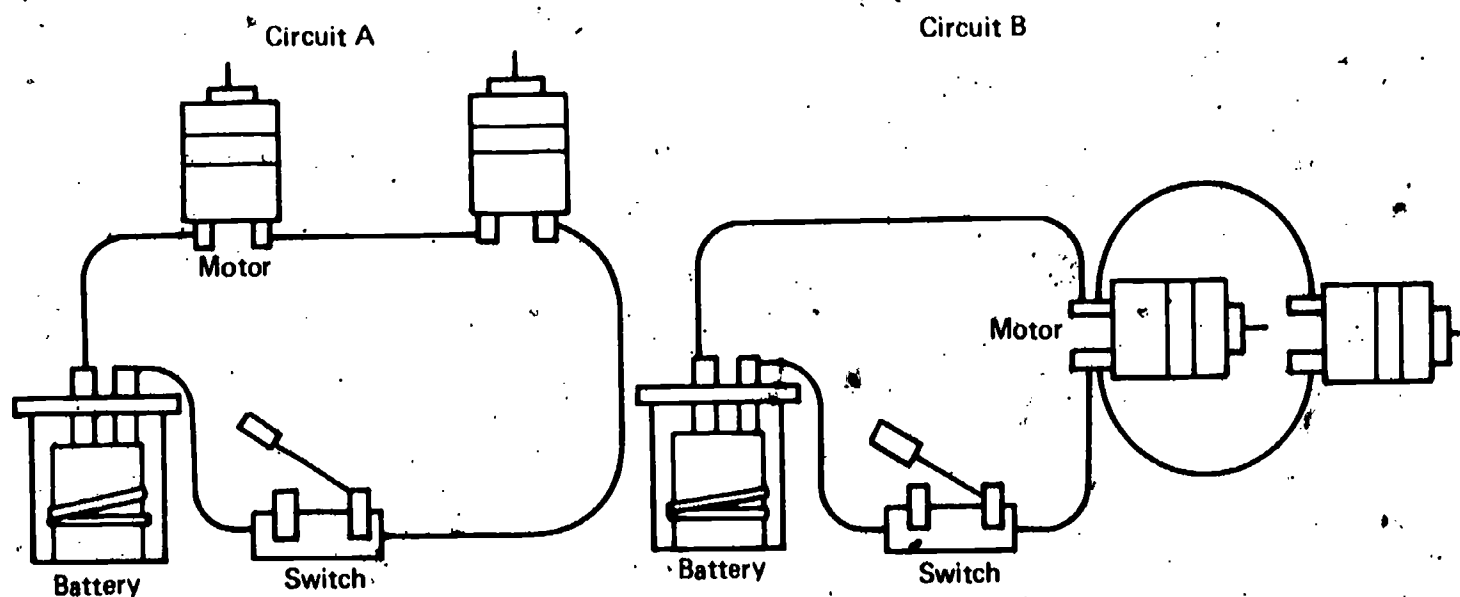 Circuit A
Circuit B
Motor
Motor
Battery
Switch
Battery
Switch